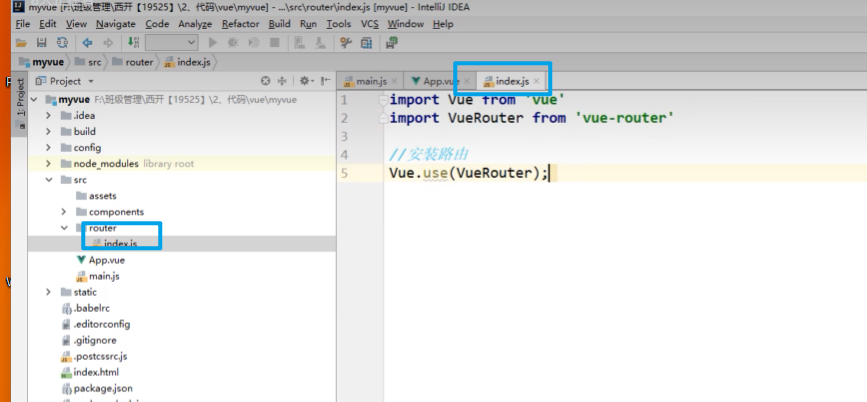 myvue [F:\班级管理\西开【19525】\2、代码\vue\myvue] - ...\src\router\index.js [myvue] - IntelliJ IDEA
File Edit View Navigate Code Analyze Refactor Build Run Tools VCS Window Help
myvue src router index.js
1: Project
Project
main.js App.vue index.js
myvue F:\班级管理\西开【19525】\2、代码\vue\myvue
.idea
build
config
node_modules library root
src
assets
components
router
index.js
App.vue
main.js
static
.babelrc
.editorconfig
.gitignore
.postcssrc.js
index.html
package.json
1 import Vue from 'vue'
2 import VueRouter from 'vue-router'
3
4 //安装路由
5 Vue.use(VueRouter);